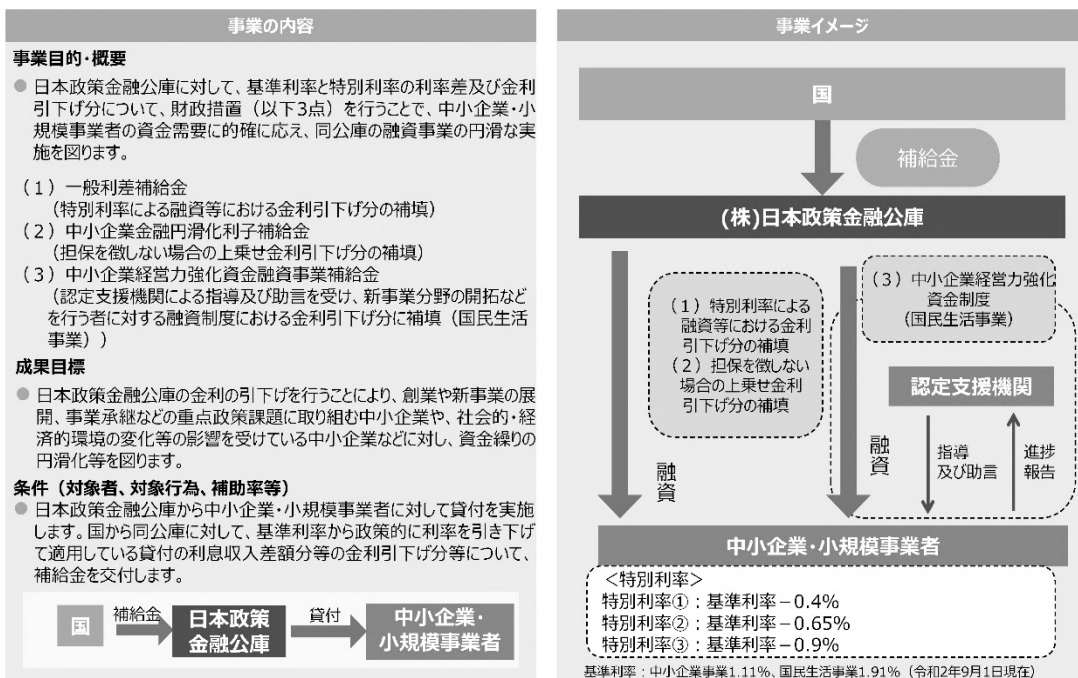 事業の内容
事業目的・概要
● 日本政策金融公庫に対して、基準利率と特別利率の利率差及び金利
引下げ分について、財政措置（以下3点）を行うことで、中小企業・小
規模事業者の資金需要に的確に応え、同公庫の融資事業の円滑な実
施を図ります。
（１）一般利差補給金
（特別利率による融資等における金利引下げ分の補填）
（２）中小企業金融円滑化利子補給金
（担保を徴しない場合の上乗せ金利引下げ分の補填）
（３）中小企業経営力強化資金融資事業補給金
（認定支援機関による指導及び助言を受け、新事業分野の開拓など
を行う者に対する融資制度における金利引下げ分に補填（国民生活
事業））
成果目標
● 日本政策金融公庫の金利の引下げを行うことにより、創業や新事業の展
開、事業承継などの重点政策課題に取り組む中小企業や、社会的・経
済的環境の変化等の影響を受けている中小企業などに対し、資金繰りの
円滑化等を図ります。
条件（対象者、対象行為、補助率等）
● 日本政策金融公庫から中小企業・小規模事業者に対して貸付を実施
します。国から同公庫に対して、基準利率から政策的に利率を引き下げ
て適用している貸付の利息収入差額分等の金利引下げ分等について、
補給金を交付します。
国
補給金
日本政策
金融公庫
貸付
中小企業・
小規模事業者
事業イメージ
国
補給金
(株)日本政策金融公庫
（１）特別利率による
融資等における金利
引下げ分の補填
（２）担保を徴しない
場合の上乗せ金利
引下げ分の補填
（３）中小企業経営力強化
資金制度
（国民生活事業）
認定支援機関
融資
融資
指導
及び助言
進捗
報告
中小企業・小規模事業者
＜特別利率＞
特別利率①：基準利率－0.4%
特別利率②：基準利率－0.65%
特別利率③：基準利率－0.9%
基準利率：中小企業事業1.11%、国民生活事業1.91%（令和2年9月1日現在）